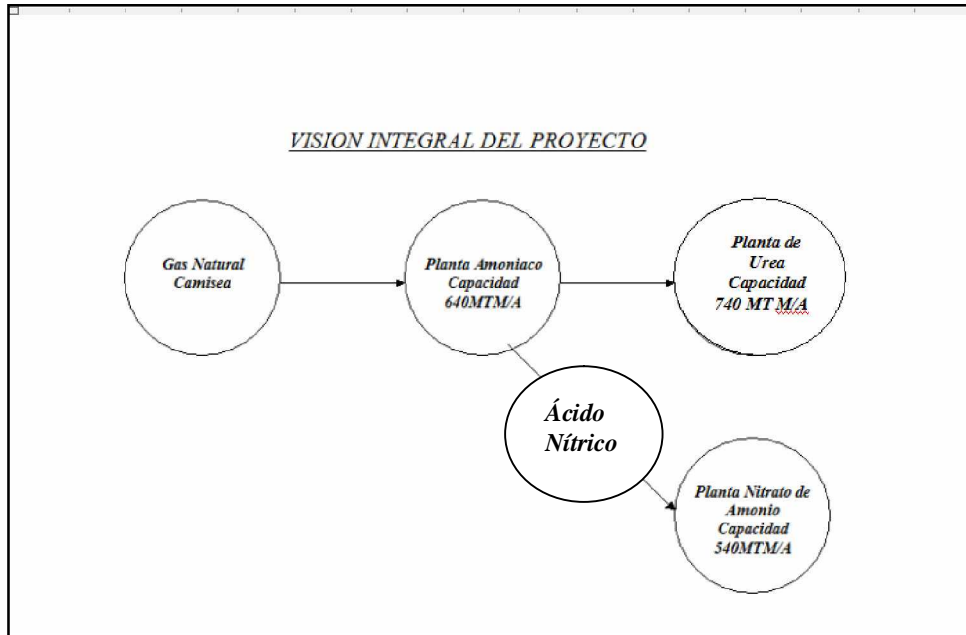 VISION INTEGRAL DEL PROYECTO
Gas Natural
Camisea
Planta Amoniaco
Capacidad
640MTM/A
Planta de
Urea
Capacidad
740 MT M/A
Ácido
Nítrico
Planta Nitrato de
Amonio
Capacidad
540MTM/A